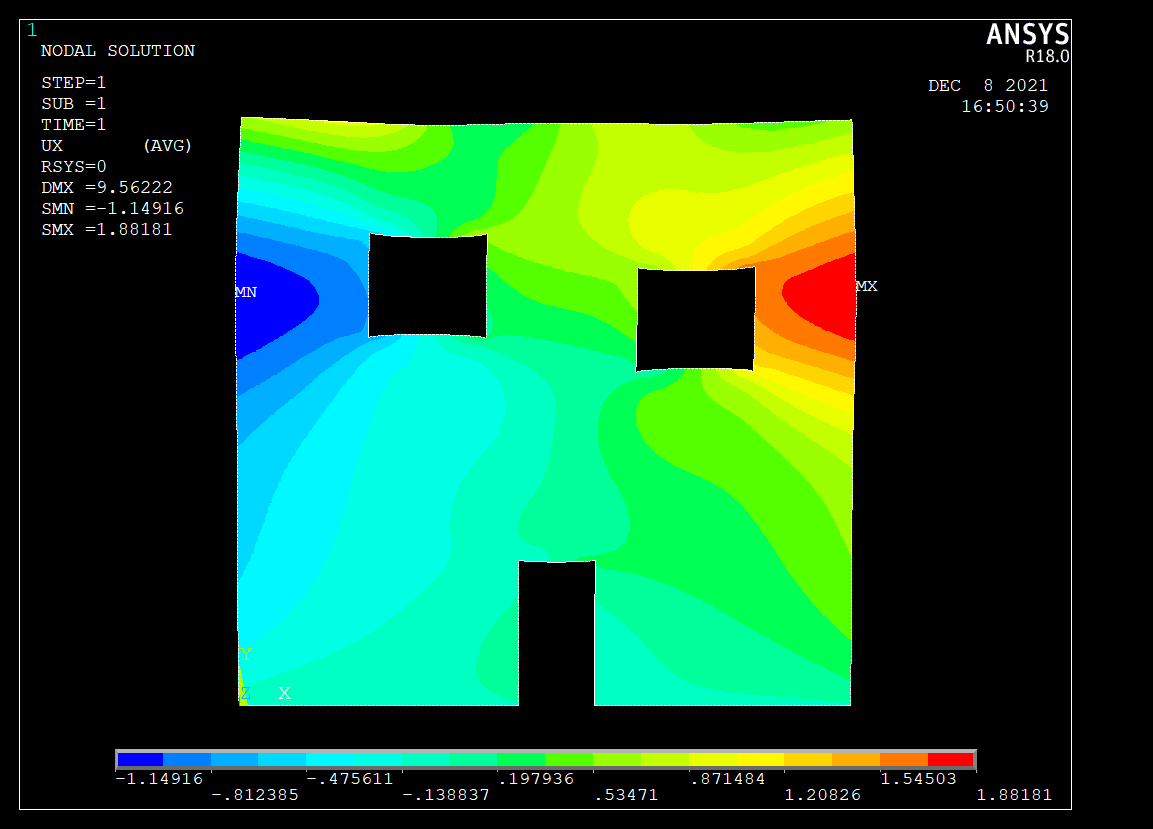 1
ANSYS
R18.0
NODAL SOLUTION
STEP=1
SUB =1
TIME=1
UX (AVG)
RSYS=0
DMX =9.56222
SMN =-1.14916
SMX =1.88181
DEC 8 2021
16:50:39
MN
MX
Y
Z X
-1.14916 -.475611 .197936 .871484 1.54503
-.812385 -.138837 .53471 1.20826 1.88181